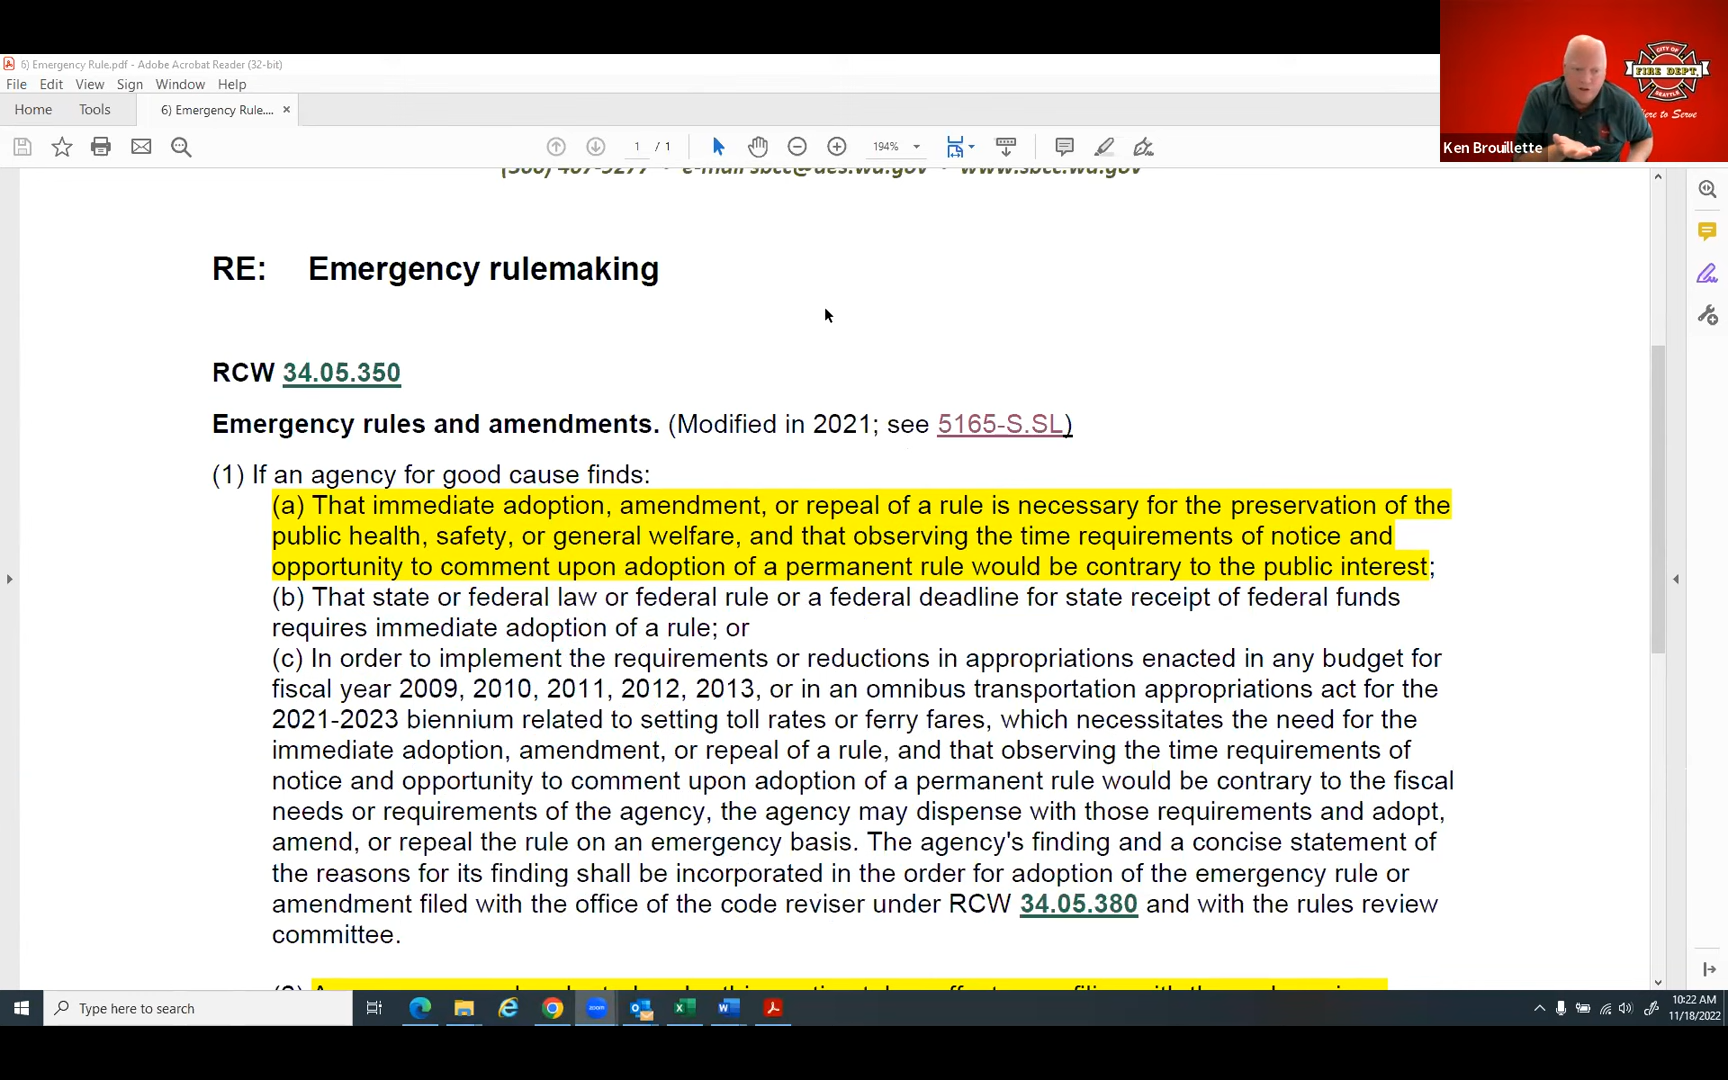 6) Emergency Rule.pdf - Adobe Acrobat Reader (32-bit)
File Edit View Sign Window Help
Home Tools 6) Emergency Rule.... ×
1 / 1 194%
CITY OF
FIRE DEPT.
SEATTLE
ere to Serve
Ken Brouillette
www.sbcc.wa.gov
RE: Emergency rulemaking
RCW 34.05.350
Emergency rules and amendments. (Modified in 2021; see 5165-S.SL)
(1) If an agency for good cause finds:
(a) That immediate adoption, amendment, or repeal of a rule is necessary for the preservation of the
public health, safety, or general welfare, and that observing the time requirements of notice and
opportunity to comment upon adoption of a permanent rule would be contrary to the public interest;
(b) That state or federal law or federal rule or a federal deadline for state receipt of federal funds
requires immediate adoption of a rule; or
(c) In order to implement the requirements or reductions in appropriations enacted in any budget for
fiscal year 2009, 2010, 2011, 2012, 2013, or in an omnibus transportation appropriations act for the
2021-2023 biennium related to setting toll rates or ferry fares, which necessitates the need for the
immediate adoption, amendment, or repeal of a rule, and that observing the time requirements of
notice and opportunity to comment upon adoption of a permanent rule would be contrary to the fiscal
needs or requirements of the agency, the agency may dispense with those requirements and adopt,
amend, or repeal the rule on an emergency basis. The agency's finding and a concise statement of
the reasons for its finding shall be incorporated in the order for adoption of the emergency rule or
amendment filed with the office of the code reviser under RCW 34.05.380 and with the rules review
committee.
Type here to search
10:22 AM
11/18/2022